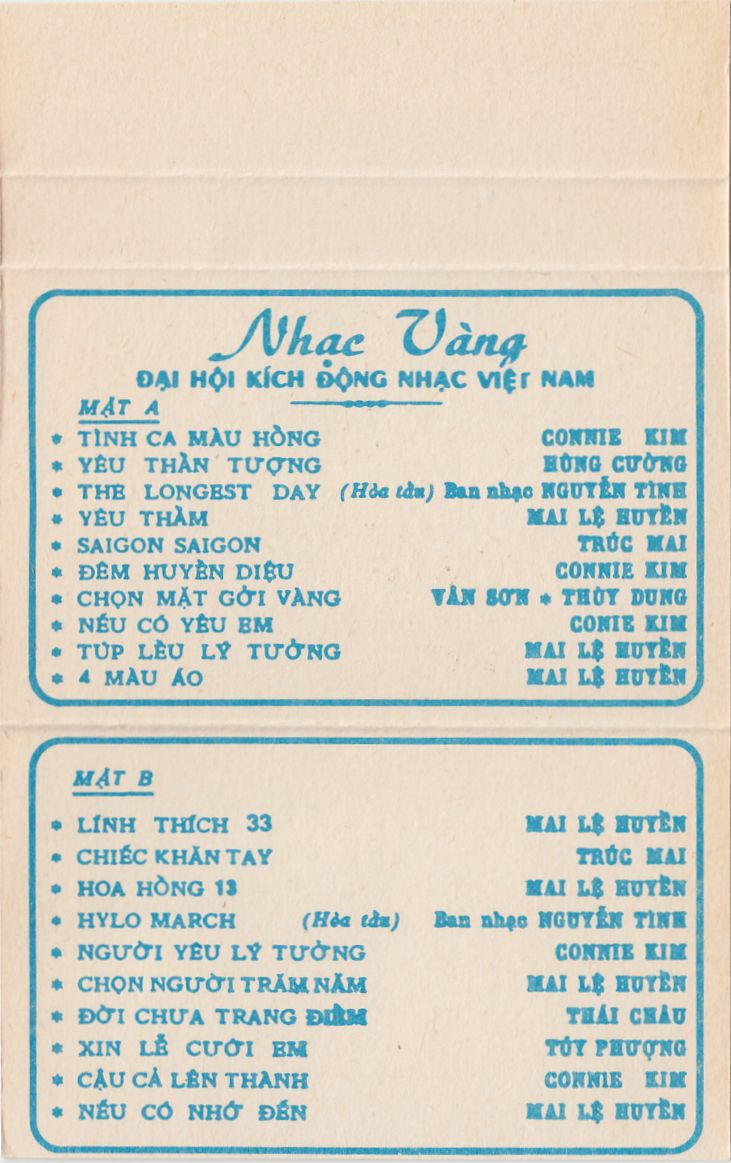 Nhạc Vàng
ĐẠI HỘI KÍCH ĐỘNG NHẠC VIỆT NAM
MẶT A
* TÌNH CA MÀU HỒNG CONNIE KIM
* YÊU THẦN TƯỢNG HÙNG CƯỜNG
* THE LONGEST DAY (Hòa tấu) Ban nhạc NGUYỄN TÌNH
* YÊU THẦM MAI LỆ HUYỀN
* SAIGON SAIGON TRÚC MAI
* ĐÊM HUYỀN DIỆU CONNIE KIM
* CHỌN MẶT GỞI VÀNG VÂN SƠN * THÙY DUNG
* NẾU CÓ YÊU EM CONIE KIM
* TÚP LỀU LÝ TƯỞNG MAI LỆ HUYỀN
* 4 MÀU ÁO MAI LỆ HUYỀN
MẶT B
* LÍNH THÍCH 33 MAI LỆ HUYỀN
* CHIẾC KHĂN TAY TRÚC MAI
* HOA HỒNG 13 MAI LỆ HUYỀN
* HYLO MARCH (Hòa tấu) Ban nhạc NGUYỄN TÌNH
* NGƯỜI YÊU LÝ TƯỞNG CONNIE KIM
* CHỌN NGƯỜI TRĂM NĂM MAI LỆ HUYỀN
* ĐỜI CHƯA TRANG ĐIỂM THÁI CHÂU
* XIN LỄ CƯỚI EM TÚY PHƯỢNG
* CẬU CẢ LÊN THÀNH CONNIE KIM
* NẾU CÓ NHỚ ĐẾN MAI LỆ HUYỀN